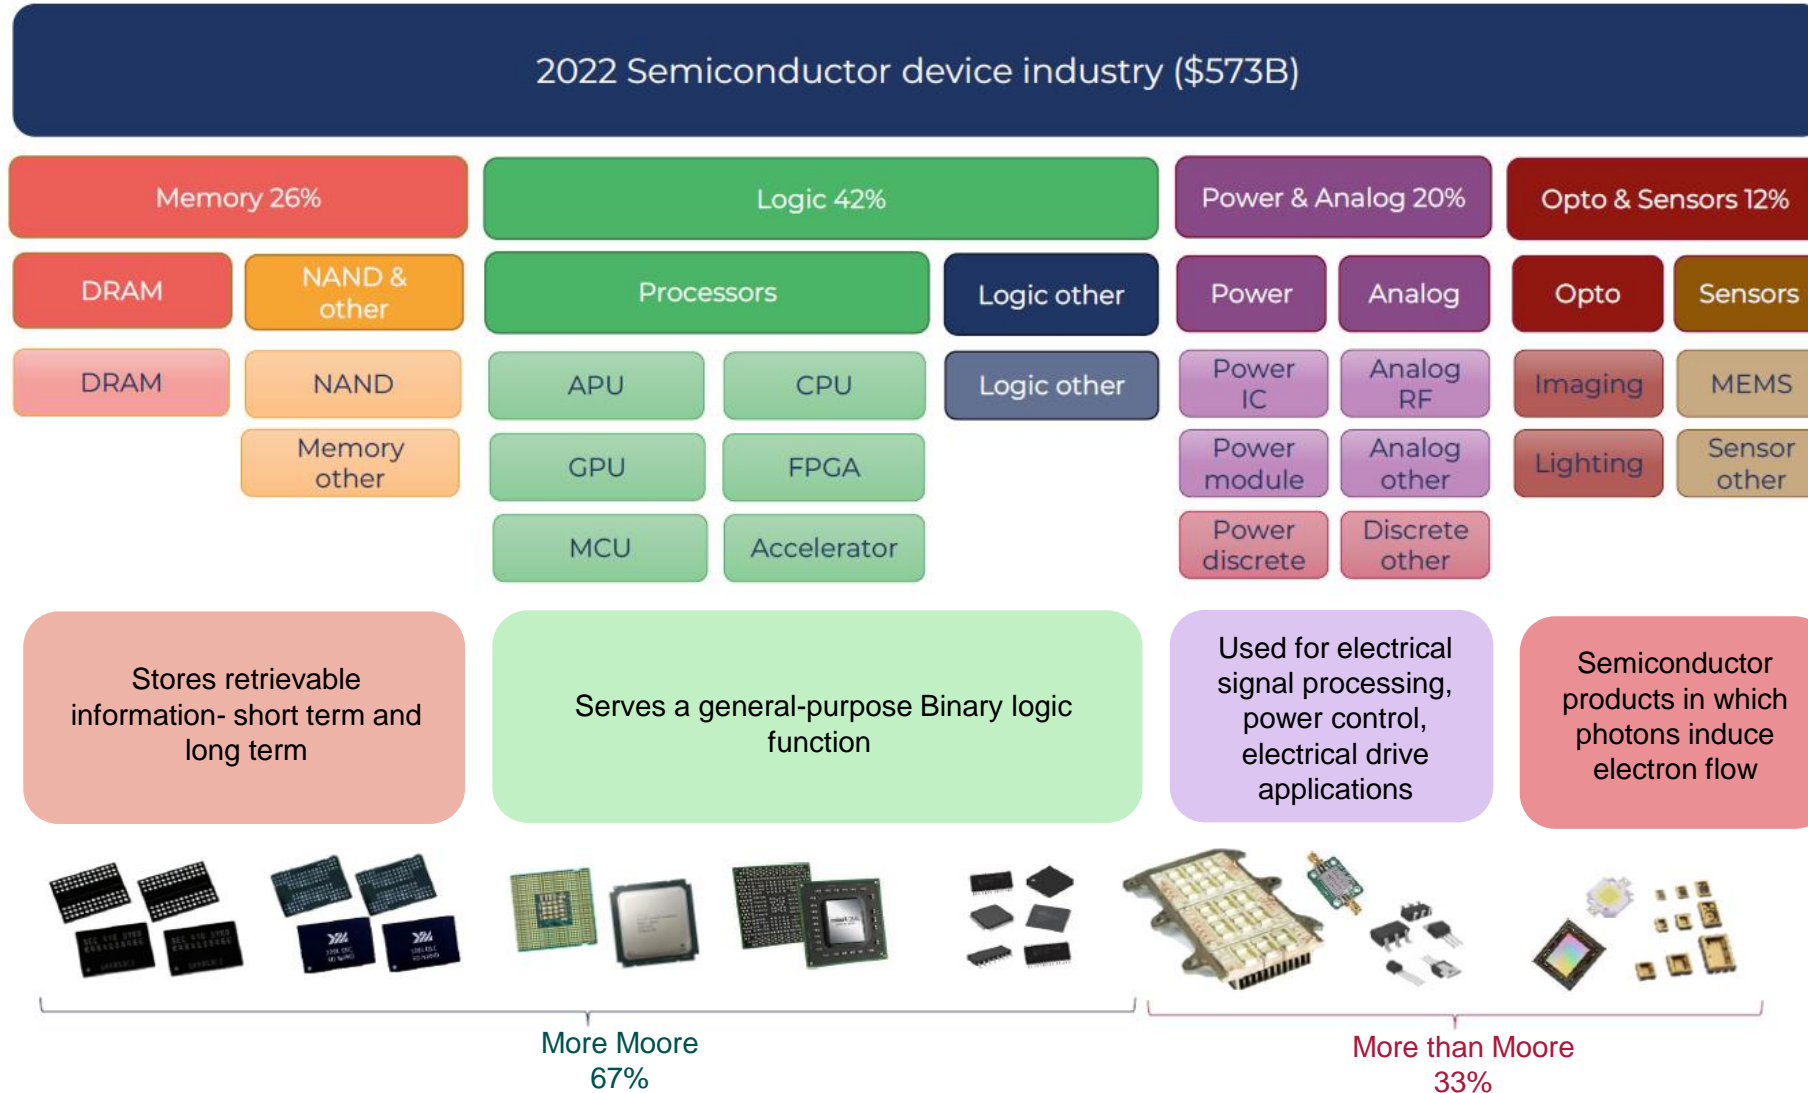 2022 Semiconductor device industry ($573B)
Memory 26%
Logic 42%
Power & Analog 20%
Opto & Sensors 12%
DRAM
NAND &
other
Processors
Logic other
Power
Analog
Opto
Sensors
DRAM
NAND
APU
CPU
Logic other
Power
IC
Analog
RF
Imaging
MEMS
Memory
other
GPU
FPGA
Power
module
Analog
other
Lighting
Sensor
other
MCU
Accelerator
Power
discrete
Discrete
other
Stores retrievable
information- short term and
long term
Serves a general-purpose Binary logic
function
Used for electrical
signal processing,
power control,
electrical drive
applications
Semiconductor
products in which
photons induce
electron flow
More Moore
67%
More than Moore
33%